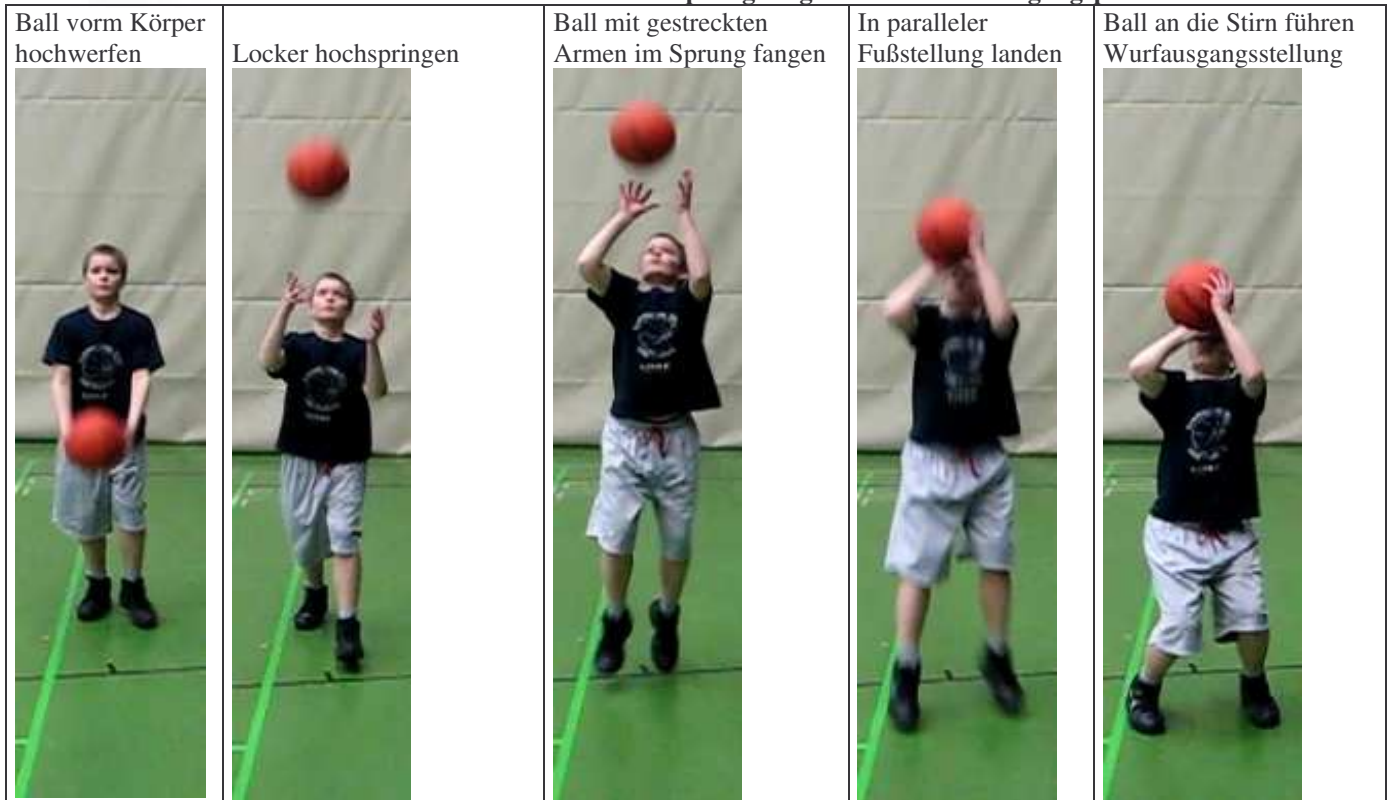 Ball vorm Körper
hochwerfen
Locker hochspringen
Ball mit gestreckten
Armen im Sprung fangen
In paralleler
Fußstellung landen
Ball an die Stirn führen
Wurfausgangsstellung